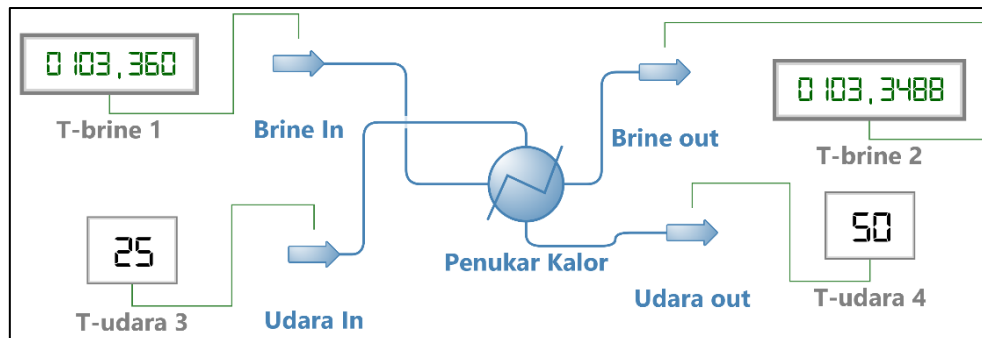 0103,360
T-brine 1
Brine In
Brine out
0103,3488
T-brine 2
25
T-udara 3
Udara In
Penukar Kalor
Udara out
50
T-udara 4